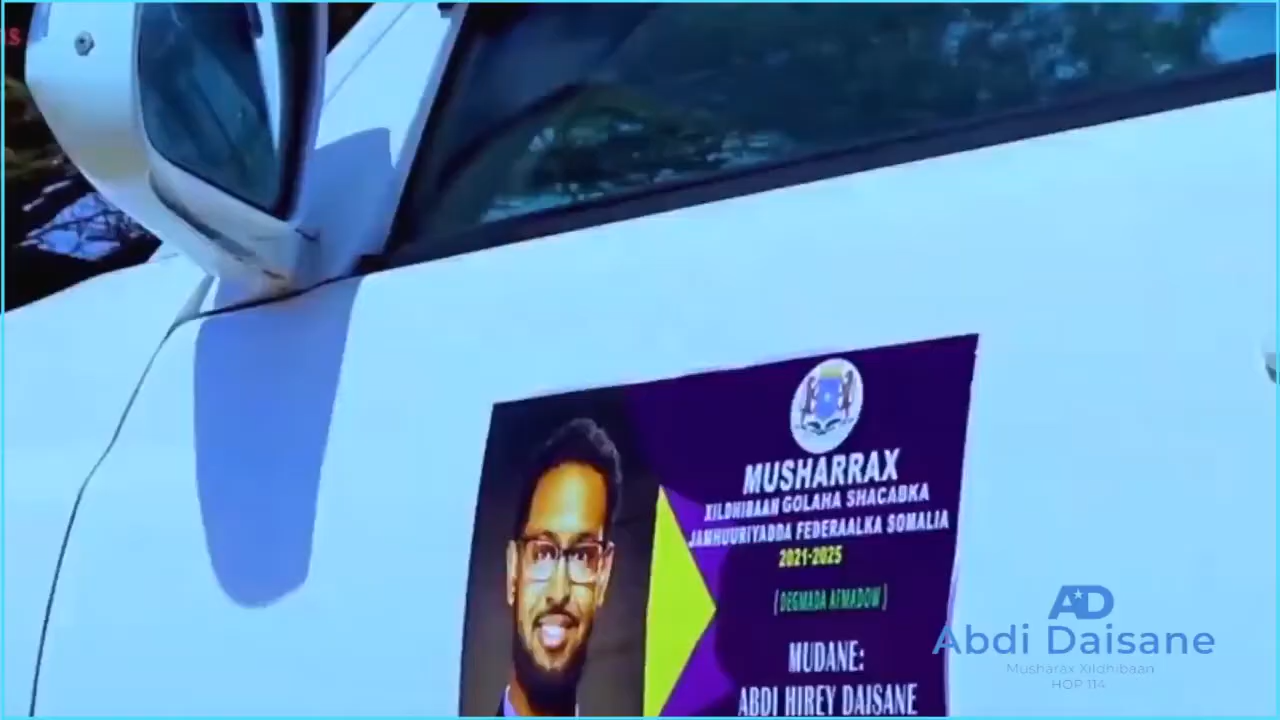 MUSHARRAX
XILDHIBAAN GOLAHA SHACABKA
JAMHUURIYADDA FEDERAALKA SOMALIA
2021-2025
(DEGMADA AFMADOW)
MUDANE:
ABDI HIREY DAISANE
AD
Abdi Daisane
Musharax Xildhibaan
HOP 114